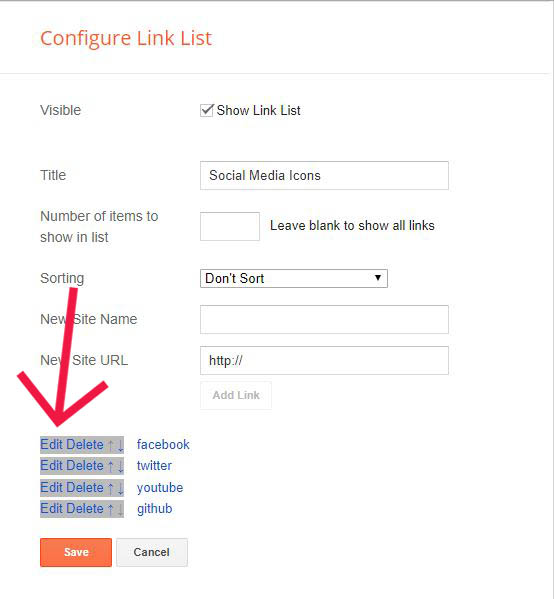 Configure Link List
Visible Show Link List
Title Social Media Icons
Number of items to
show in list Leave blank to show all links
Sorting Don't Sort
New Site Name
New Site URL http://
Add Link
Edit Delete ↑ ↓ facebook
Edit Delete ↑ ↓ twitter
Edit Delete ↑ ↓ youtube
Edit Delete ↑ ↓ github
Save Cancel